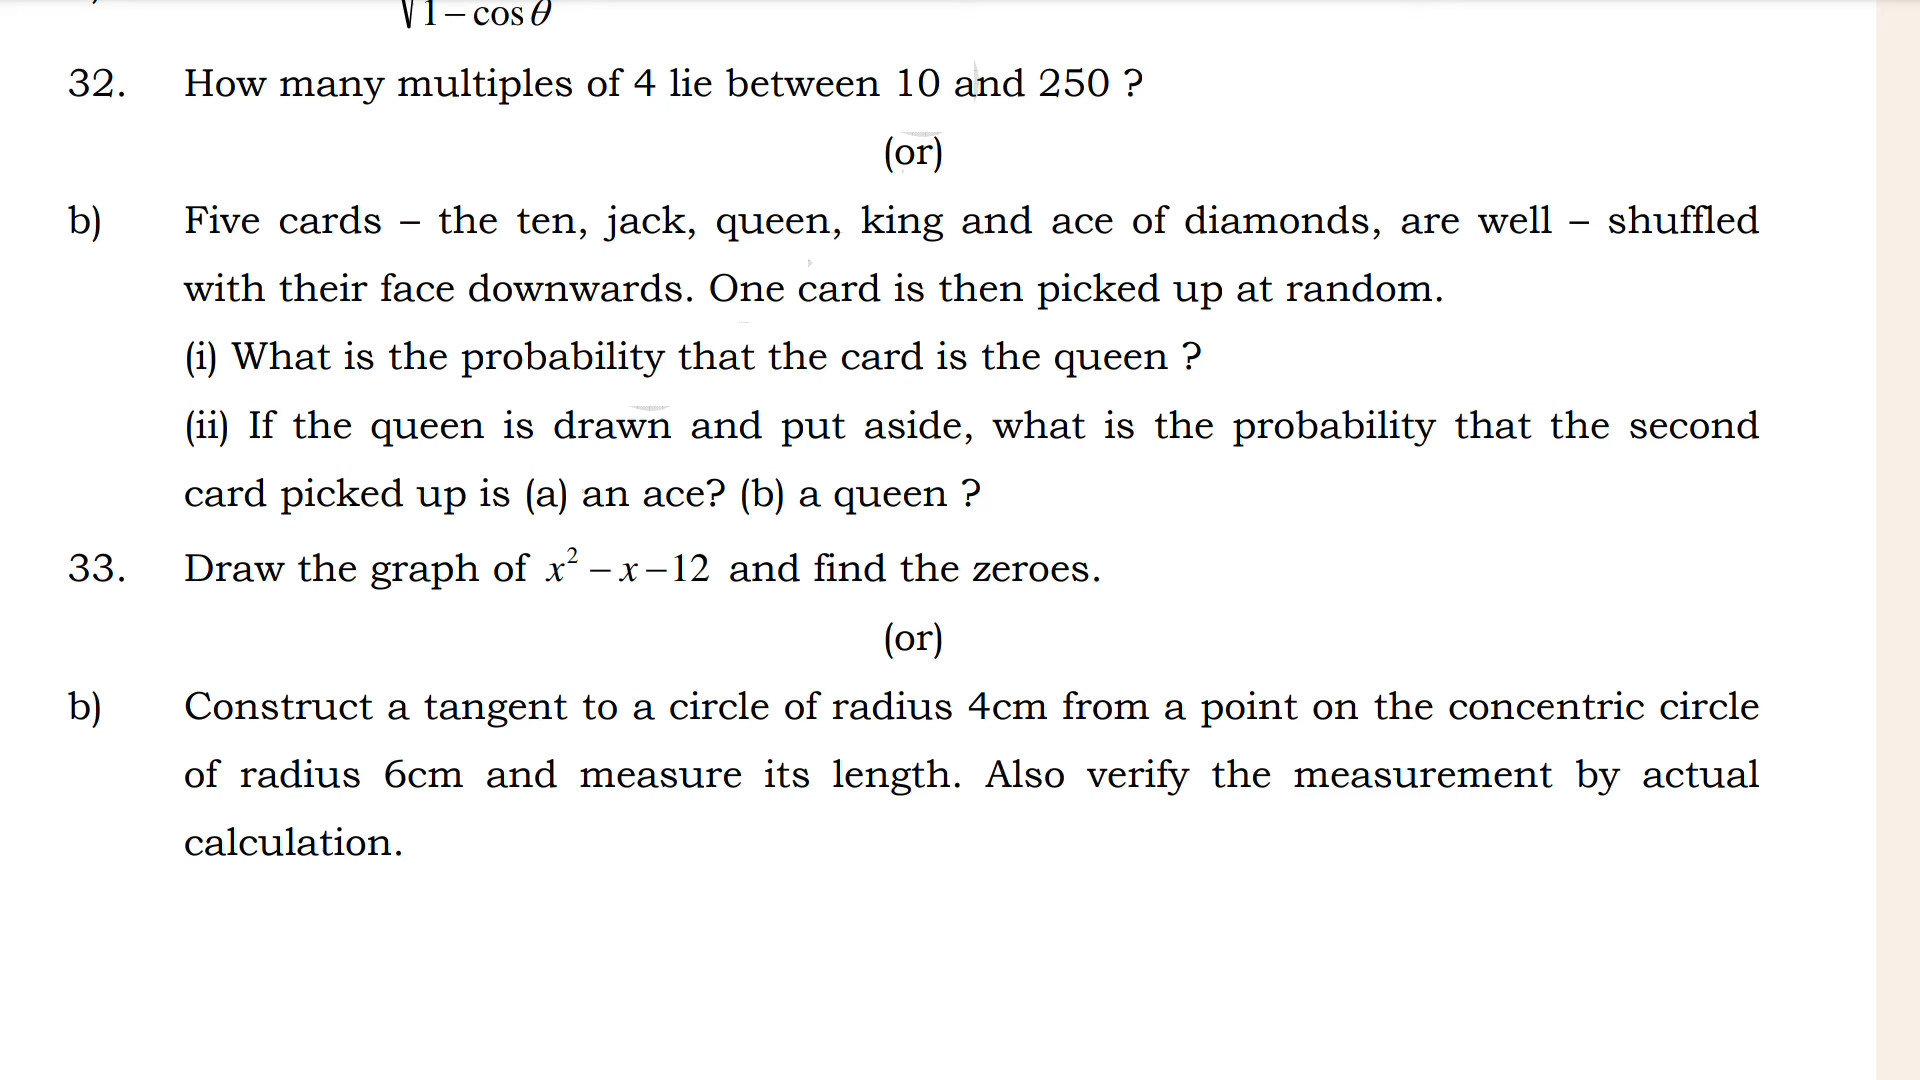 √1 – cos θ
32. How many multiples of 4 lie between 10 and 250 ?
(or)
b) Five cards – the ten, jack, queen, king and ace of diamonds, are well – shuffled
with their face downwards. One card is then picked up at random.
(i) What is the probability that the card is the queen ?
(ii) If the queen is drawn and put aside, what is the probability that the second
card picked up is (a) an ace? (b) a queen ?
33. Draw the graph of x² – x – 12 and find the zeroes.
(or)
b) Construct a tangent to a circle of radius 4cm from a point on the concentric circle
of radius 6cm and measure its length. Also verify the measurement by actual
calculation.